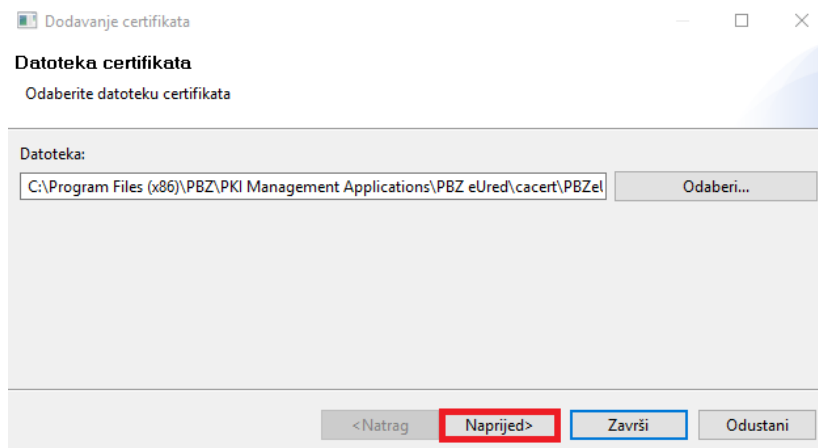 Dodavanje certifikata
Datoteka certifikata
Odaberite datoteku certifikata
Datoteka:
C:\Program Files (x86)\PBZ\PKI Management Applications\PBZ eUred\cacert\PBZel Odaberi...
<Natrag Naprijed> Završi Odustani